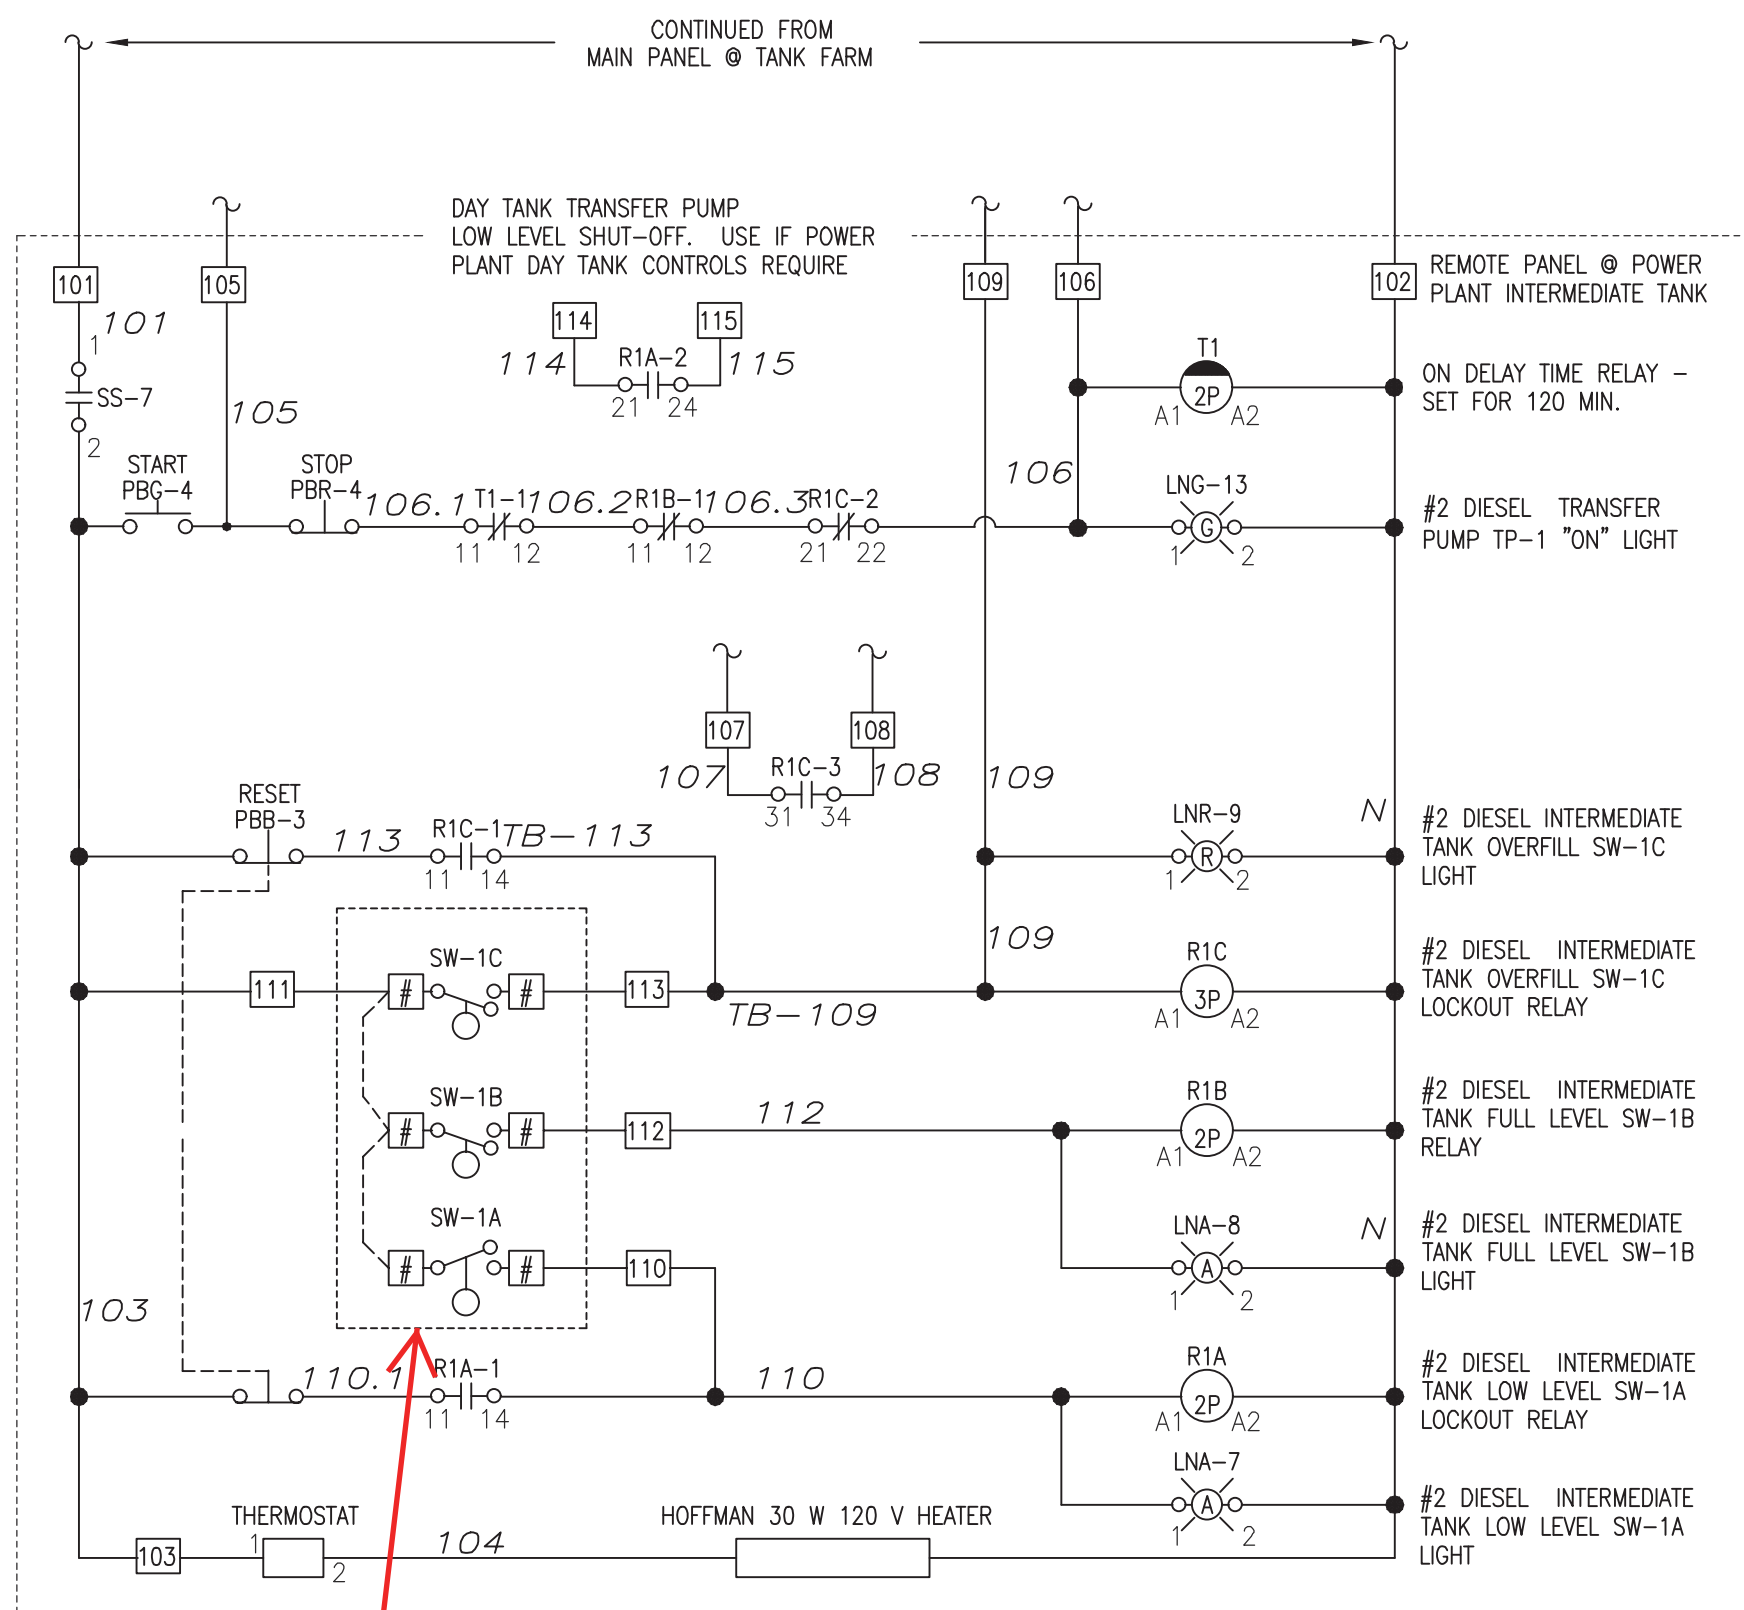 CONTINUED FROM
MAIN PANEL @ TANK FARM
DAY TANK TRANSFER PUMP
LOW LEVEL SHUT-OFF. USE IF POWER
PLANT DAY TANK CONTROLS REQUIRE
101
105
109
106
102
REMOTE PANEL @ POWER
PLANT INTERMEDIATE TANK
101
114
115
1
SS-7
2
105
114
R1A-2
115
21
24
T1
2P
A1
A2
ON DELAY TIME RELAY -
SET FOR 120 MIN.
START
PBG-4
STOP
PBR-4
106.1
T1-1
106.2
R1B-1
106.3
R1C-2
106
LNG-13
G
11
12
11
12
21
22
1
2
#2 DIESEL TRANSFER
PUMP TP-1 "ON" LIGHT
107
108
107
R1C-3
108
31
34
109
N
RESET
PBB-3
113
R1C-1
TB-113
11
14
LNR-9
R
1
2
#2 DIESEL INTERMEDIATE
TANK OVERFILL SW-1C
LIGHT
109
111
#
SW-1C
#
113
TB-109
R1C
3P
A1
A2
#2 DIESEL INTERMEDIATE
TANK OVERFILL SW-1C
LOCKOUT RELAY
#
SW-1B
#
112
112
R1B
2P
A1
A2
#2 DIESEL INTERMEDIATE
TANK FULL LEVEL SW-1B
RELAY
#
SW-1A
#
110
LNA-8
A
1
2
N
#2 DIESEL INTERMEDIATE
TANK FULL LEVEL SW-1B
LIGHT
103
110.1
R1A-1
11
14
110
R1A
2P
A1
A2
#2 DIESEL INTERMEDIATE
TANK LOW LEVEL SW-1A
LOCKOUT RELAY
LNA-7
A
1
2
#2 DIESEL INTERMEDIATE
TANK LOW LEVEL SW-1A
LIGHT
103
THERMOSTAT
1
2
104
HOFFMAN 30 W 120 V HEATER